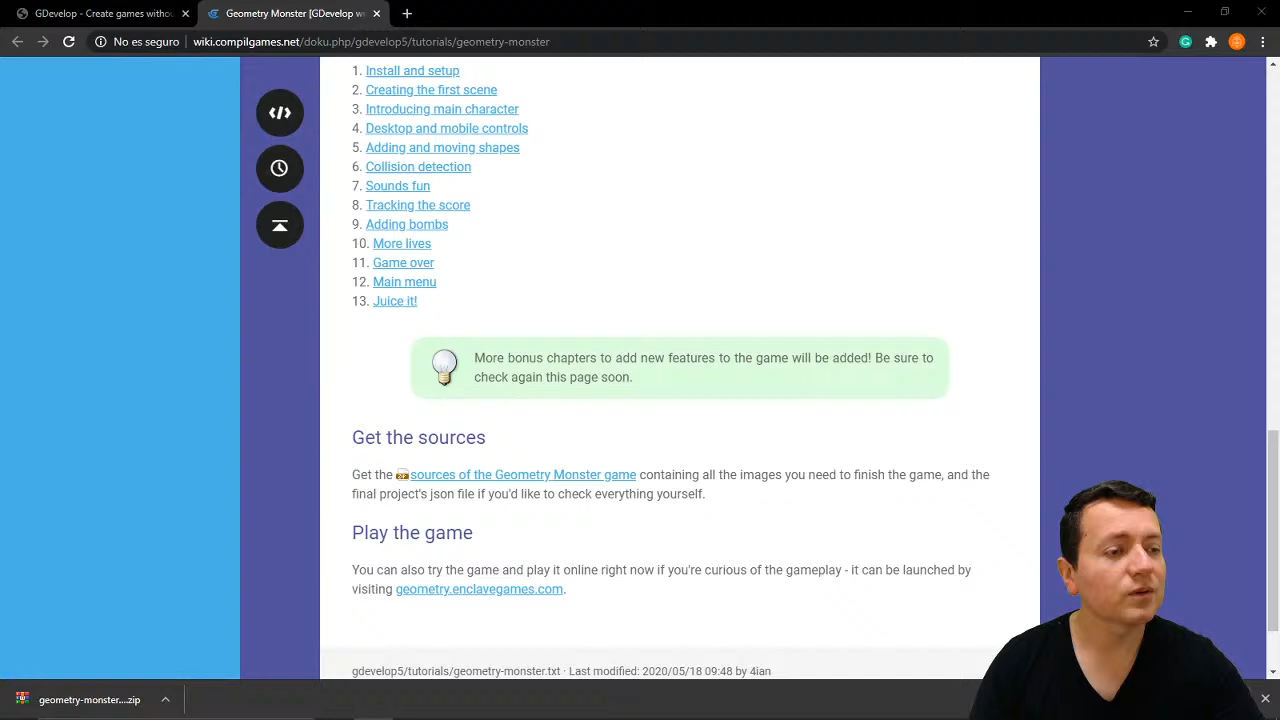 GDevelop - Create games withou
Geometry Monster [GDevelop w
No es seguro
wiki.compilgames.net/doku.php/gdevelop5/tutorials/geometry-monster
1. Install and setup
2. Creating the first scene
3. Introducing main character
4. Desktop and mobile controls
5. Adding and moving shapes
6. Collision detection
7. Sounds fun
8. Tracking the score
9. Adding bombs
10. More lives
11. Game over
12. Main menu
13. Juice it!
More bonus chapters to add new features to the game will be added! Be sure to
check again this page soon.
Get the sources
Get the sources of the Geometry Monster game containing all the images you need to finish the game, and the
final project's json file if you'd like to check everything yourself.
Play the game
You can also try the game and play it online right now if you're curious of the gameplay - it can be launched by
visiting geometry.enclavegames.com.
gdevelop5/tutorials/geometry-monster.txt · Last modified: 2020/05/18 09:48 by 4ian
geometry-monster....zip